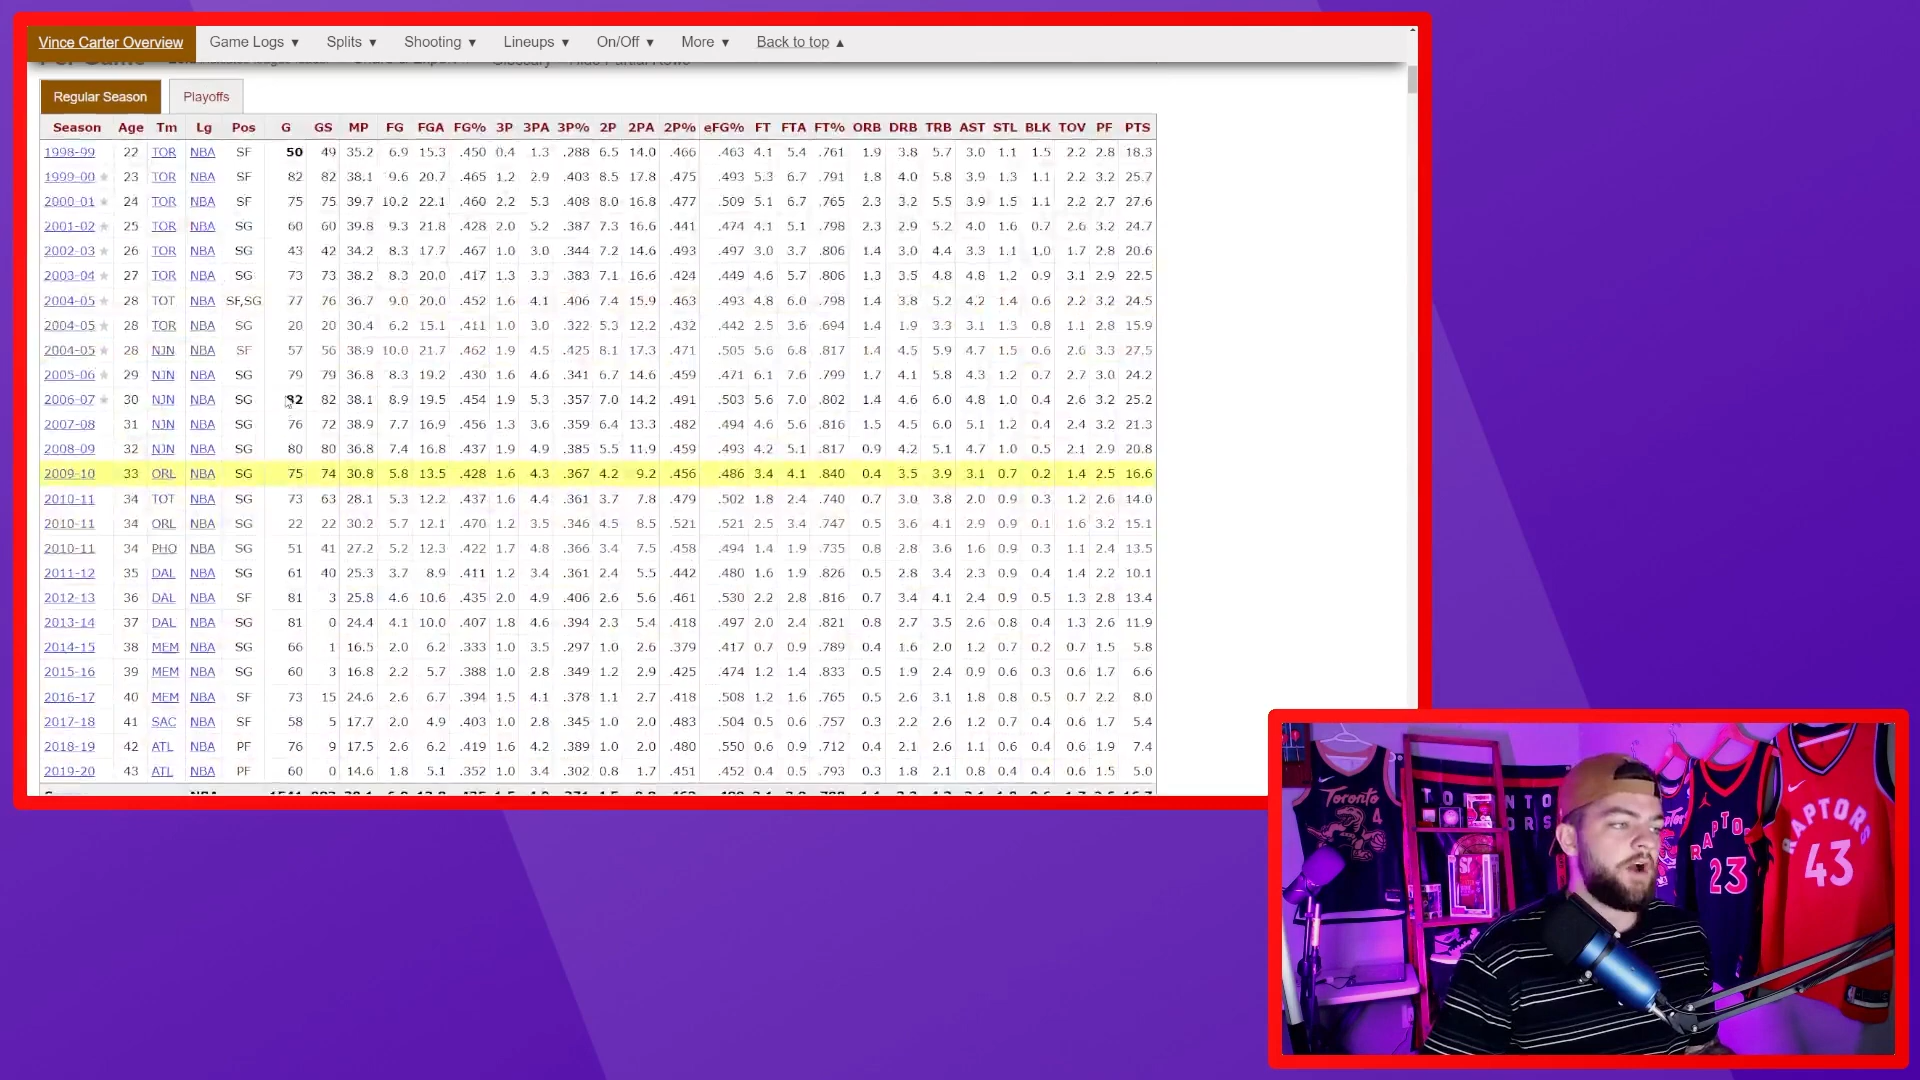 Vince Carter Overview Game Logs ▼ Splits ▼ Shooting ▼ Lineups ▼ On/Off ▼ More ▼ Back to top ▲
Regular Season Playoffs
Season Age Tm Lg Pos G GS MP FG FGA FG% 3P 3PA 3P% 2P 2PA 2P% eFG% FT FTA FT% ORB DRB TRB AST STL BLK TOV PF PTS
1998-99 22 TOR NBA SF 50 49 35.2 6.9 15.3 .450 0.4 1.3 .288 6.5 14.0 .466 .463 4.1 5.4 .761 1.9 3.8 5.7 3.0 1.1 1.5 2.2 2.8 18.3
1999-00 ★ 23 TOR NBA SF 82 82 38.1 9.6 20.7 .465 1.2 2.9 .403 8.5 17.8 .475 .493 5.3 6.7 .791 1.8 4.0 5.8 3.9 1.3 1.1 2.2 3.2 25.7
2000-01 ★ 24 TOR NBA SF 75 75 39.7 10.2 22.1 .460 2.2 5.3 .408 8.0 16.8 .477 .509 5.1 6.7 .765 2.3 3.2 5.5 3.9 1.5 1.1 2.2 2.7 27.6
2001-02 ★ 25 TOR NBA SG 60 60 39.8 9.3 21.8 .428 2.0 5.2 .387 7.3 16.6 .441 .474 4.1 5.1 .798 2.3 2.9 5.2 4.0 1.6 0.7 2.6 3.2 24.7
2002-03 ★ 26 TOR NBA SG 43 42 34.2 8.3 17.7 .467 1.0 3.0 .344 7.2 14.6 .493 .497 3.0 3.7 .806 1.4 3.0 4.4 3.3 1.1 1.0 1.7 2.8 20.6
2003-04 ★ 27 TOR NBA SG 73 73 38.2 8.3 20.0 .417 1.3 3.3 .383 7.1 16.6 .424 .449 4.6 5.7 .806 1.3 3.5 4.8 4.8 1.2 0.9 3.1 2.9 22.5
2004-05 ★ 28 TOT NBA SF,SG 77 76 36.7 9.0 20.0 .452 1.6 4.1 .406 7.4 15.9 .463 .493 4.8 6.0 .798 1.4 3.8 5.2 4.2 1.4 0.6 2.2 3.2 24.5
2004-05 ★ 28 TOR NBA SG 20 20 30.4 6.2 15.1 .411 1.0 3.0 .322 5.3 12.2 .432 .442 2.5 3.6 .694 1.4 1.9 3.3 3.1 1.3 0.8 1.1 2.8 15.9
2004-05 ★ 28 NJN NBA SF 57 56 38.9 10.0 21.7 .462 1.9 4.5 .425 8.1 17.3 .471 .505 5.6 6.8 .817 1.4 4.5 5.9 4.7 1.5 0.6 2.6 3.3 27.5
2005-06 ★ 29 NJN NBA SG 79 79 36.8 8.3 19.2 .430 1.6 4.6 .341 6.7 14.6 .459 .471 6.1 7.6 .799 1.7 4.1 5.8 4.3 1.2 0.7 2.7 3.0 24.2
2006-07 ★ 30 NJN NBA SG 82 82 38.1 8.9 19.5 .454 1.9 5.3 .357 7.0 14.2 .491 .503 5.6 7.0 .802 1.4 4.6 6.0 4.8 1.0 0.4 2.6 3.2 25.2
2007-08 31 NJN NBA SG 76 72 38.9 7.7 16.9 .456 1.3 3.6 .359 6.4 13.3 .482 .494 4.6 5.6 .816 1.5 4.5 6.0 5.1 1.2 0.4 2.4 3.2 21.3
2008-09 32 NJN NBA SG 80 80 36.8 7.4 16.8 .437 1.9 4.9 .385 5.5 11.9 .459 .493 4.2 5.1 .817 0.9 4.2 5.1 4.7 1.0 0.5 2.1 2.9 20.8
2009-10 33 ORL NBA SG 75 74 30.8 5.8 13.5 .428 1.6 4.3 .367 4.2 9.2 .456 .486 3.4 4.1 .840 0.4 3.5 3.9 3.1 0.7 0.2 1.4 2.5 16.6
2010-11 34 TOT NBA SG 73 63 28.1 5.3 12.2 .437 1.6 4.4 .361 3.7 7.8 .479 .502 1.8 2.4 .740 0.7 3.0 3.8 2.0 0.9 0.3 1.2 2.6 14.0
2010-11 34 ORL NBA SG 22 22 30.2 5.7 12.1 .470 1.2 3.5 .346 4.5 8.5 .521 .521 2.5 3.4 .747 0.5 3.6 4.1 2.9 0.9 0.1 1.6 3.2 15.1
2010-11 34 PHO NBA SG 51 41 27.2 5.2 12.3 .422 1.7 4.8 .366 3.4 7.5 .458 .494 1.4 1.9 .735 0.8 2.8 3.6 1.6 0.9 0.3 1.1 2.4 13.5
2011-12 35 DAL NBA SG 61 40 25.3 3.7 8.9 .411 1.2 3.4 .361 2.4 5.5 .442 .480 1.6 1.9 .826 0.5 2.8 3.4 2.3 0.9 0.4 1.4 2.2 10.1
2012-13 36 DAL NBA SF 81 3 25.8 4.6 10.6 .435 2.0 4.9 .406 2.6 5.6 .461 .530 2.2 2.8 .816 0.7 3.4 4.1 2.4 0.9 0.5 1.3 2.8 13.4
2013-14 37 DAL NBA SG 81 0 24.4 4.1 10.0 .407 1.8 4.6 .394 2.3 5.4 .418 .497 2.0 2.4 .821 0.8 2.7 3.5 2.6 0.8 0.4 1.3 2.6 11.9
2014-15 38 MEM NBA SG 66 1 16.5 2.0 6.2 .333 1.0 3.5 .297 1.0 2.6 .379 .417 0.7 0.9 .789 0.4 1.6 2.0 1.2 0.7 0.2 0.7 1.5 5.8
2015-16 39 MEM NBA SG 60 3 16.8 2.2 5.7 .388 1.0 2.8 .349 1.2 2.9 .425 .474 1.2 1.4 .833 0.5 1.9 2.4 0.9 0.6 0.3 0.6 1.7 6.6
2016-17 40 MEM NBA SF 73 15 24.6 2.6 6.7 .394 1.5 4.1 .378 1.1 2.7 .418 .508 1.2 1.6 .765 0.5 2.6 3.1 1.8 0.8 0.5 0.7 2.2 8.0
2017-18 41 SAC NBA SF 58 5 17.7 2.0 4.9 .403 1.0 2.8 .345 1.0 2.0 .483 .504 0.5 0.6 .757 0.3 2.2 2.6 1.2 0.7 0.4 0.6 1.7 5.4
2018-19 42 ATL NBA PF 76 9 17.5 2.6 6.2 .419 1.6 4.2 .389 1.0 2.0 .480 .550 0.6 0.9 .712 0.4 2.1 2.6 1.1 0.6 0.4 0.6 1.9 7.4
2019-20 43 ATL NBA PF 60 0 14.6 1.8 5.1 .352 1.0 3.4 .302 0.8 1.7 .451 .452 0.4 0.5 .793 0.3 1.8 2.1 0.8 0.4 0.4 0.6 1.5 5.0
Toronto
4
RAPTO
23
RAPTORS
43